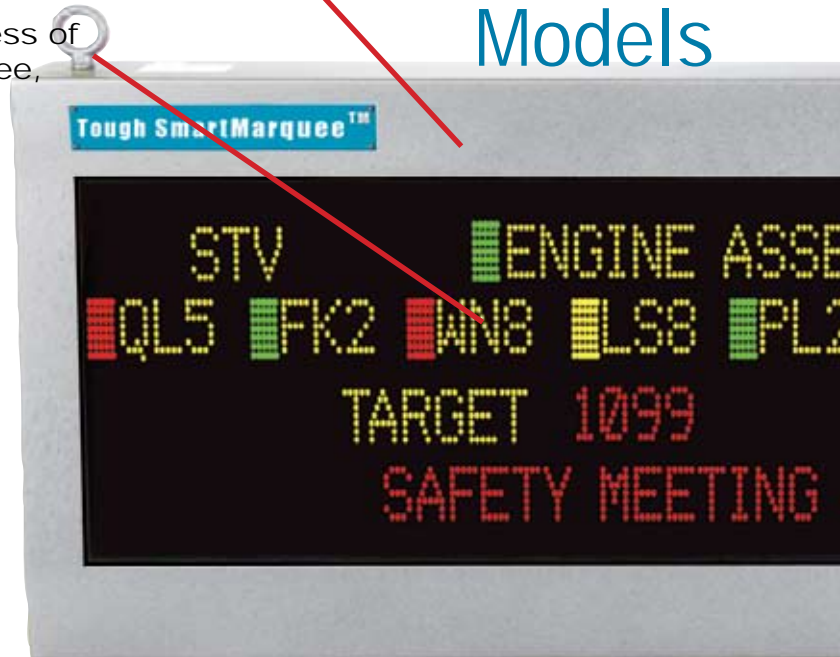 ess of
ee,
Models
Tough SmartMarquee™
STV ENGINE ASSE
QL5 FK2 WN8 LS8 PL2
TARGET 1099
SAFETY MEETING